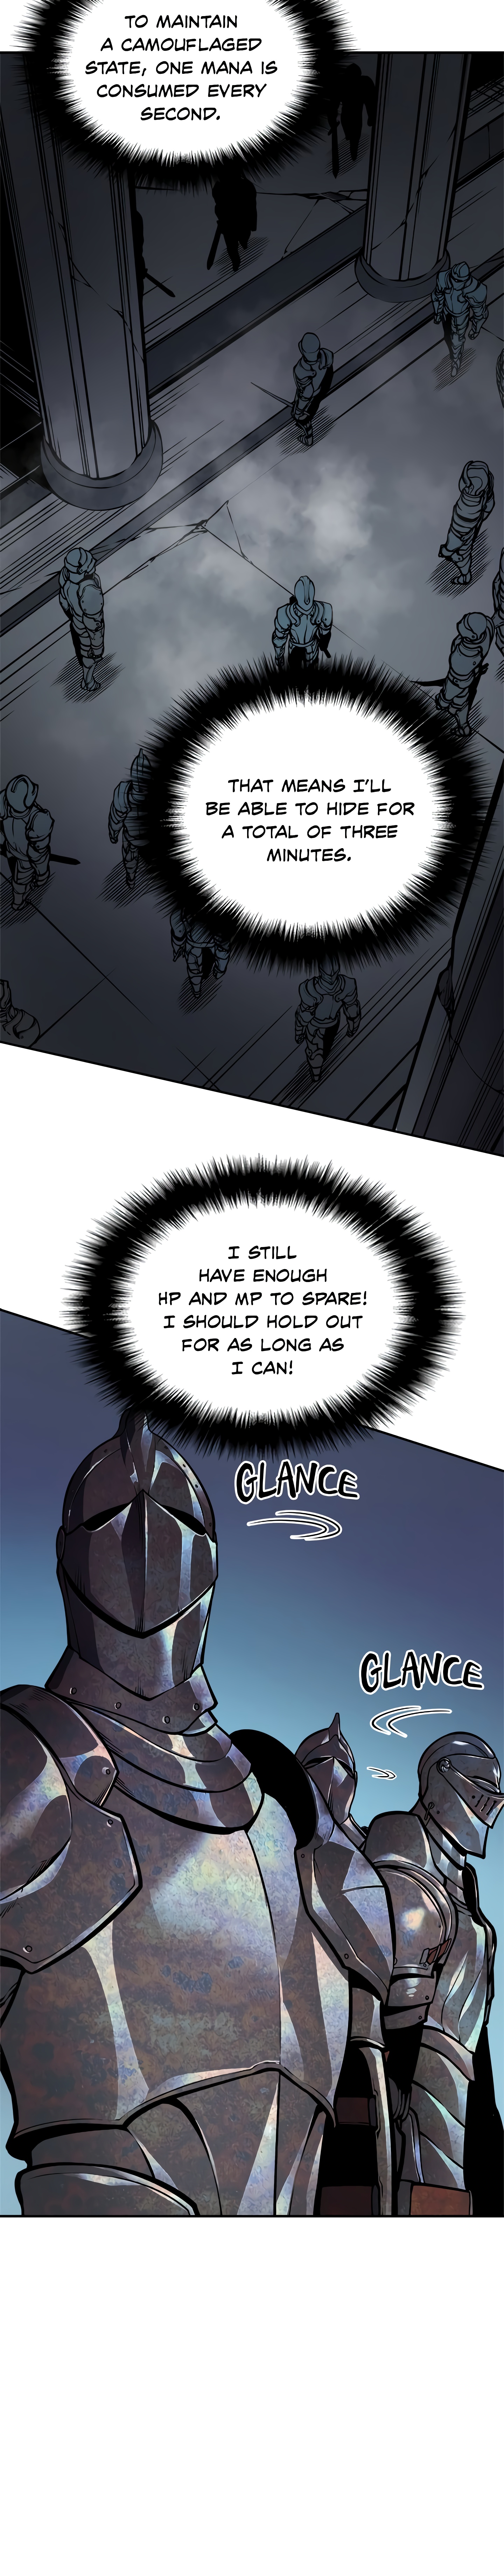 TO MAINTAIN
A CAMOUFLAGED
STATE, ONE MANA IS
CONSUMED EVERY
SECOND.
THAT MEANS I'LL
BE ABLE TO HIDE FOR
A TOTAL OF THREE
MINUTES.
I STILL
HAVE ENOUGH
HP AND MP TO SPARE!
I SHOULD HOLD OUT
FOR AS LONG AS
I CAN!
GLANCE
GLANCE